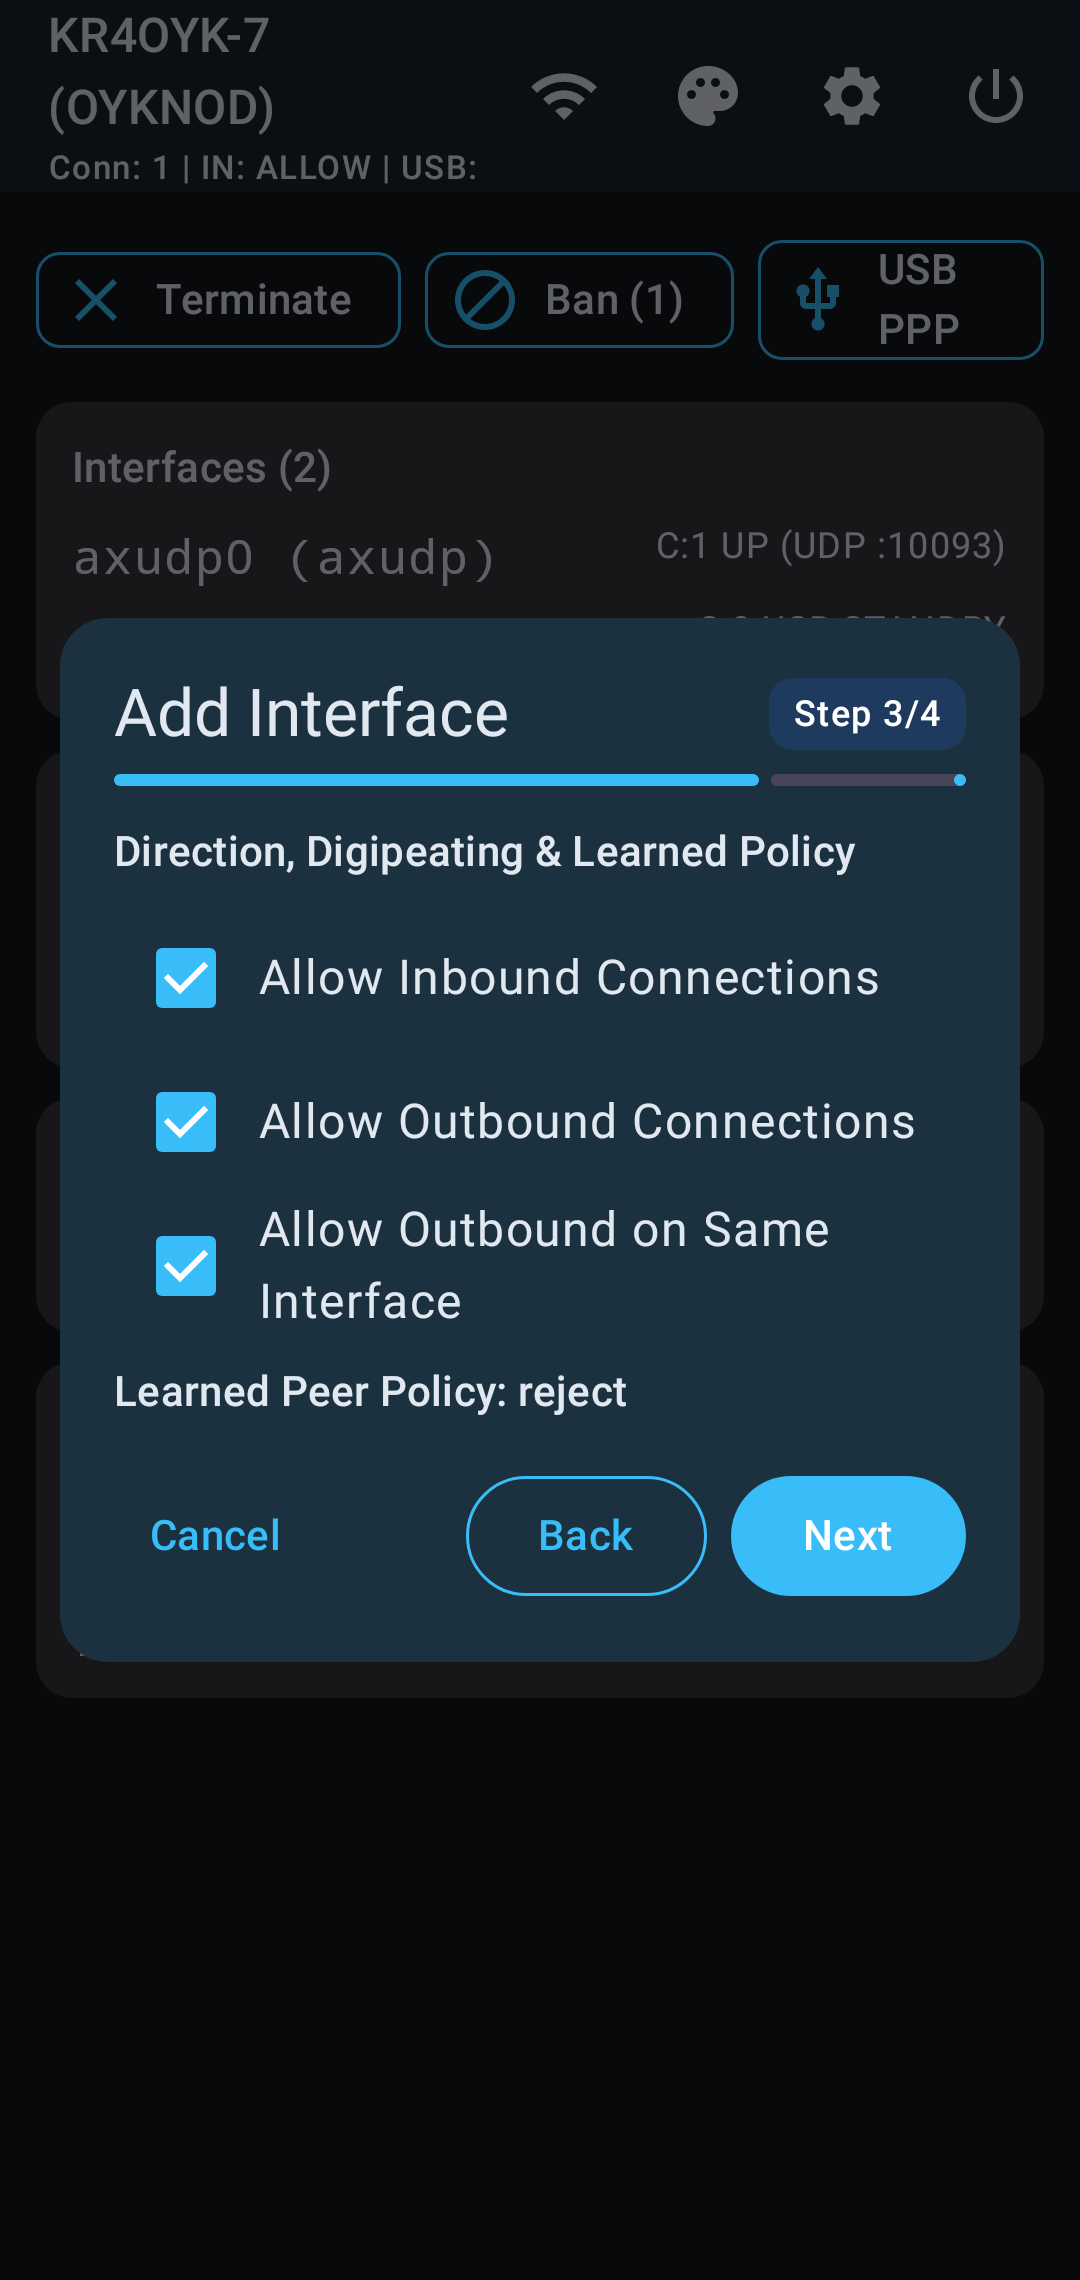 KR4OYK-7
(OYKNOD)
Conn: 1 | IN: ALLOW | USB:
Terminate
Ban (1)
USB
PPP
Interfaces (2)
axudp0 (axudp)
C:1 UP (UDP :10093)
Add Interface
Step 3/4
Direction, Digipeating & Learned Policy
Allow Inbound Connections
Allow Outbound Connections
Allow Outbound on Same
Interface
Learned Peer Policy: reject
Cancel
Back
Next